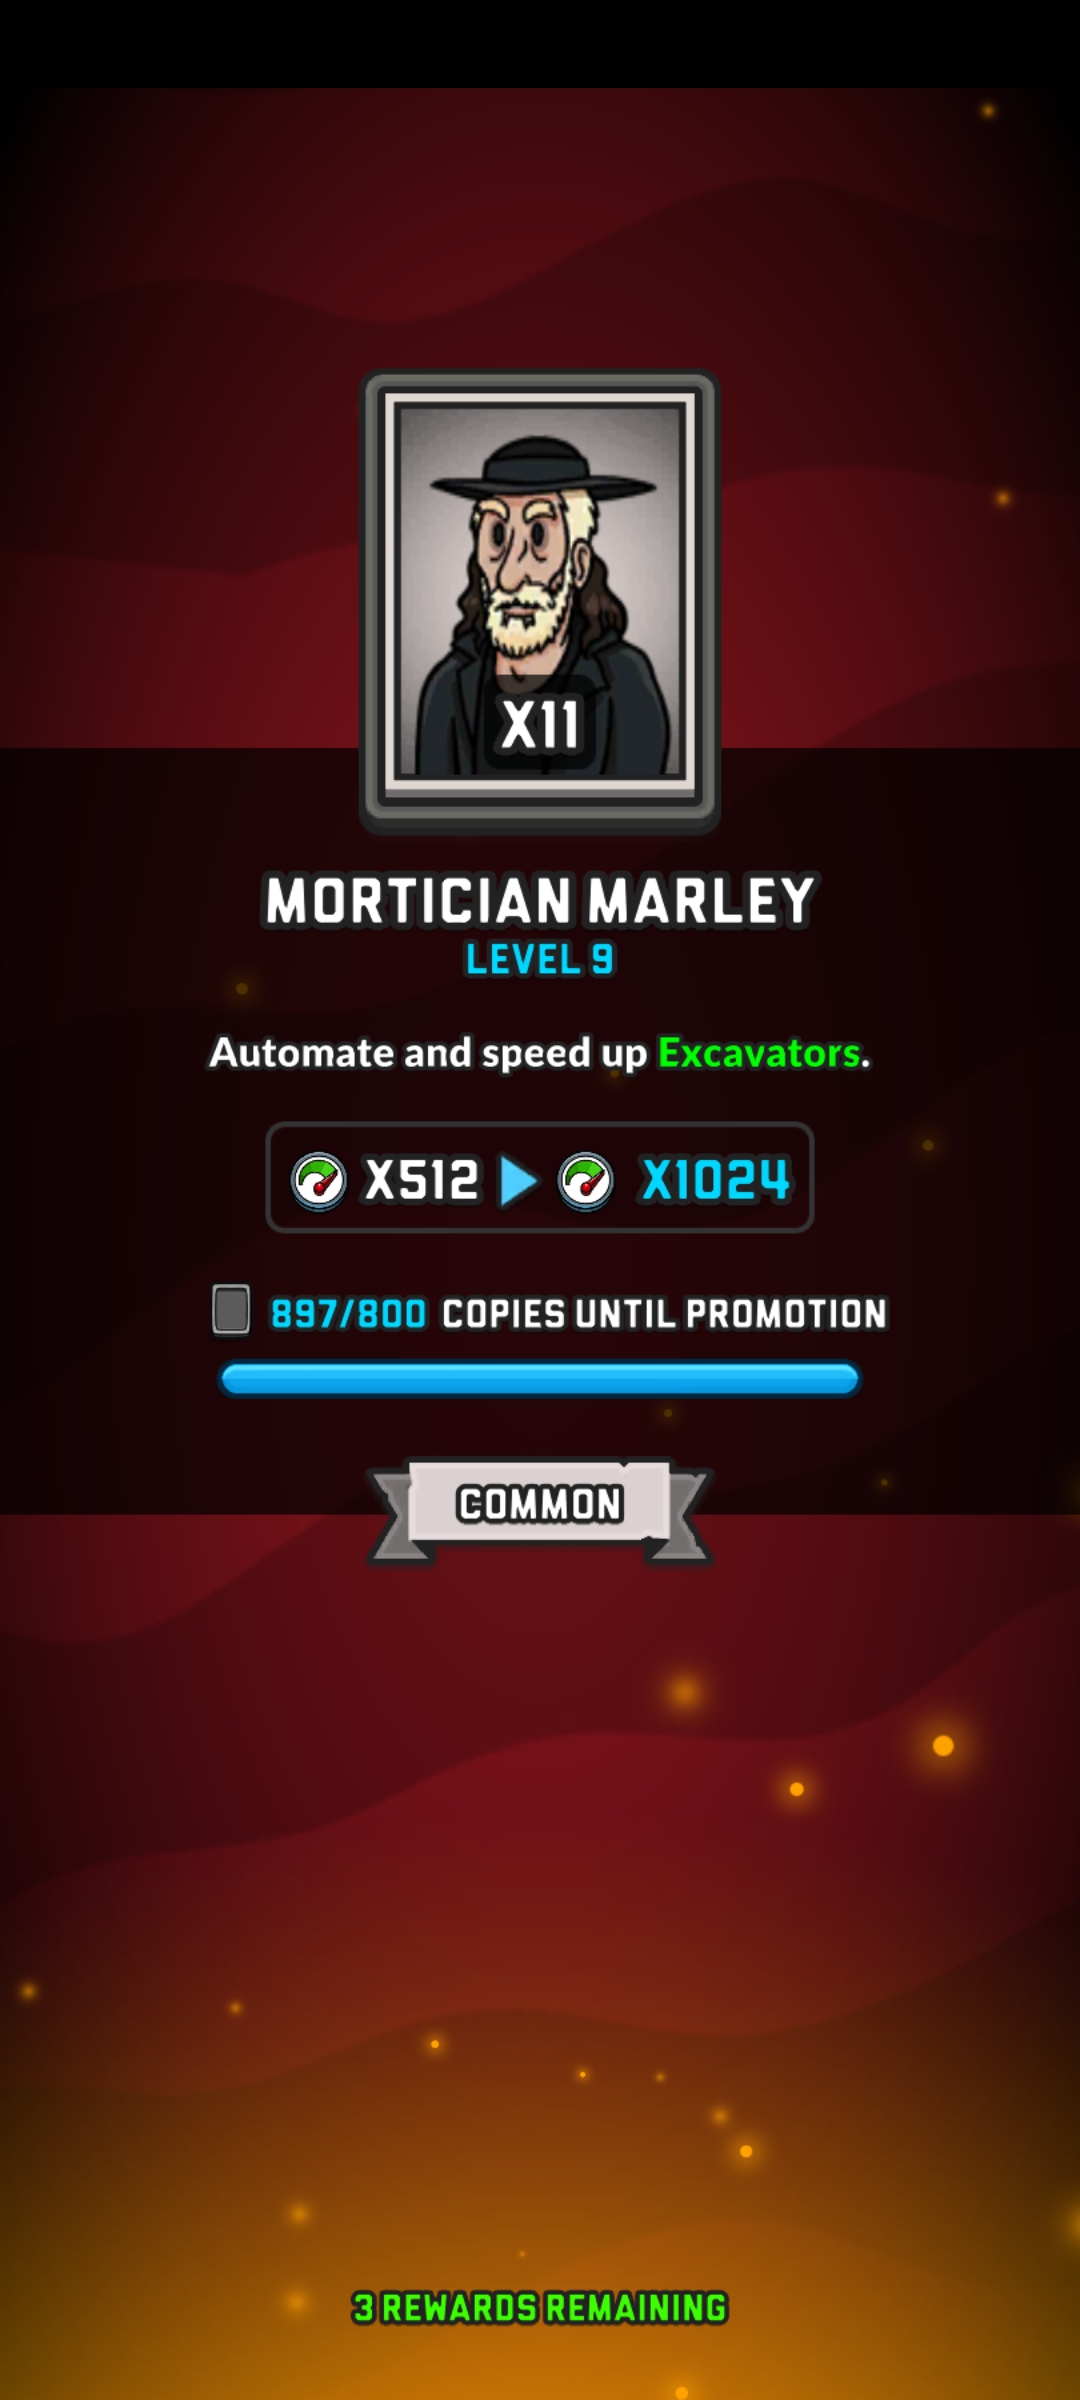 X11
MORTICIAN MARLEY
LEVEL 9
Automate and speed up Excavators.
X512 X1024
897/800 COPIES UNTIL PROMOTION
COMMON
3 REWARDS REMAINING